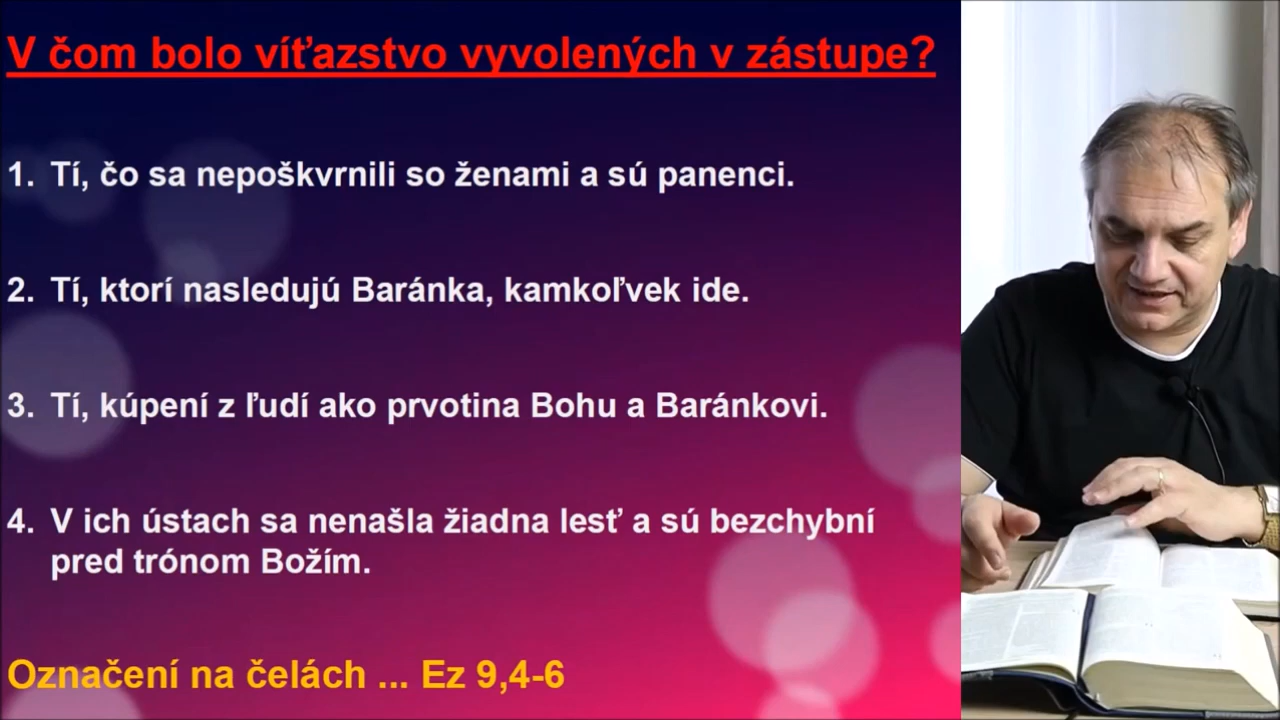 V čom bolo víťazstvo vyvolených v zástupe?
1. Tí, čo sa nepoškvrnili so ženami a sú panenci.
2. Tí, ktorí nasledujú Baránka, kamkoľvek ide.
3. Tí, kúpení z ľudí ako prvotina Bohu a Baránkovi.
4. V ich ústach sa nenašla žiadna lesť a sú bezchybní
pred trónom Božím.
Označení na čelách ... Ez 9,4-6